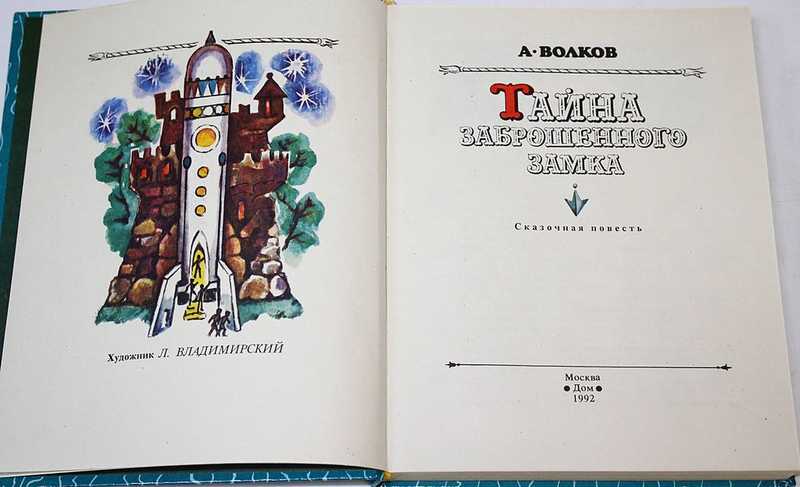 Художник Л. ВЛАДИМИРСКИЙ
А·ВОЛКОВ
ТАЙНА
ЗАБРОШЕННОГО
ЗАМКА
Сказочная повесть
Москва
● Дом ●
1992